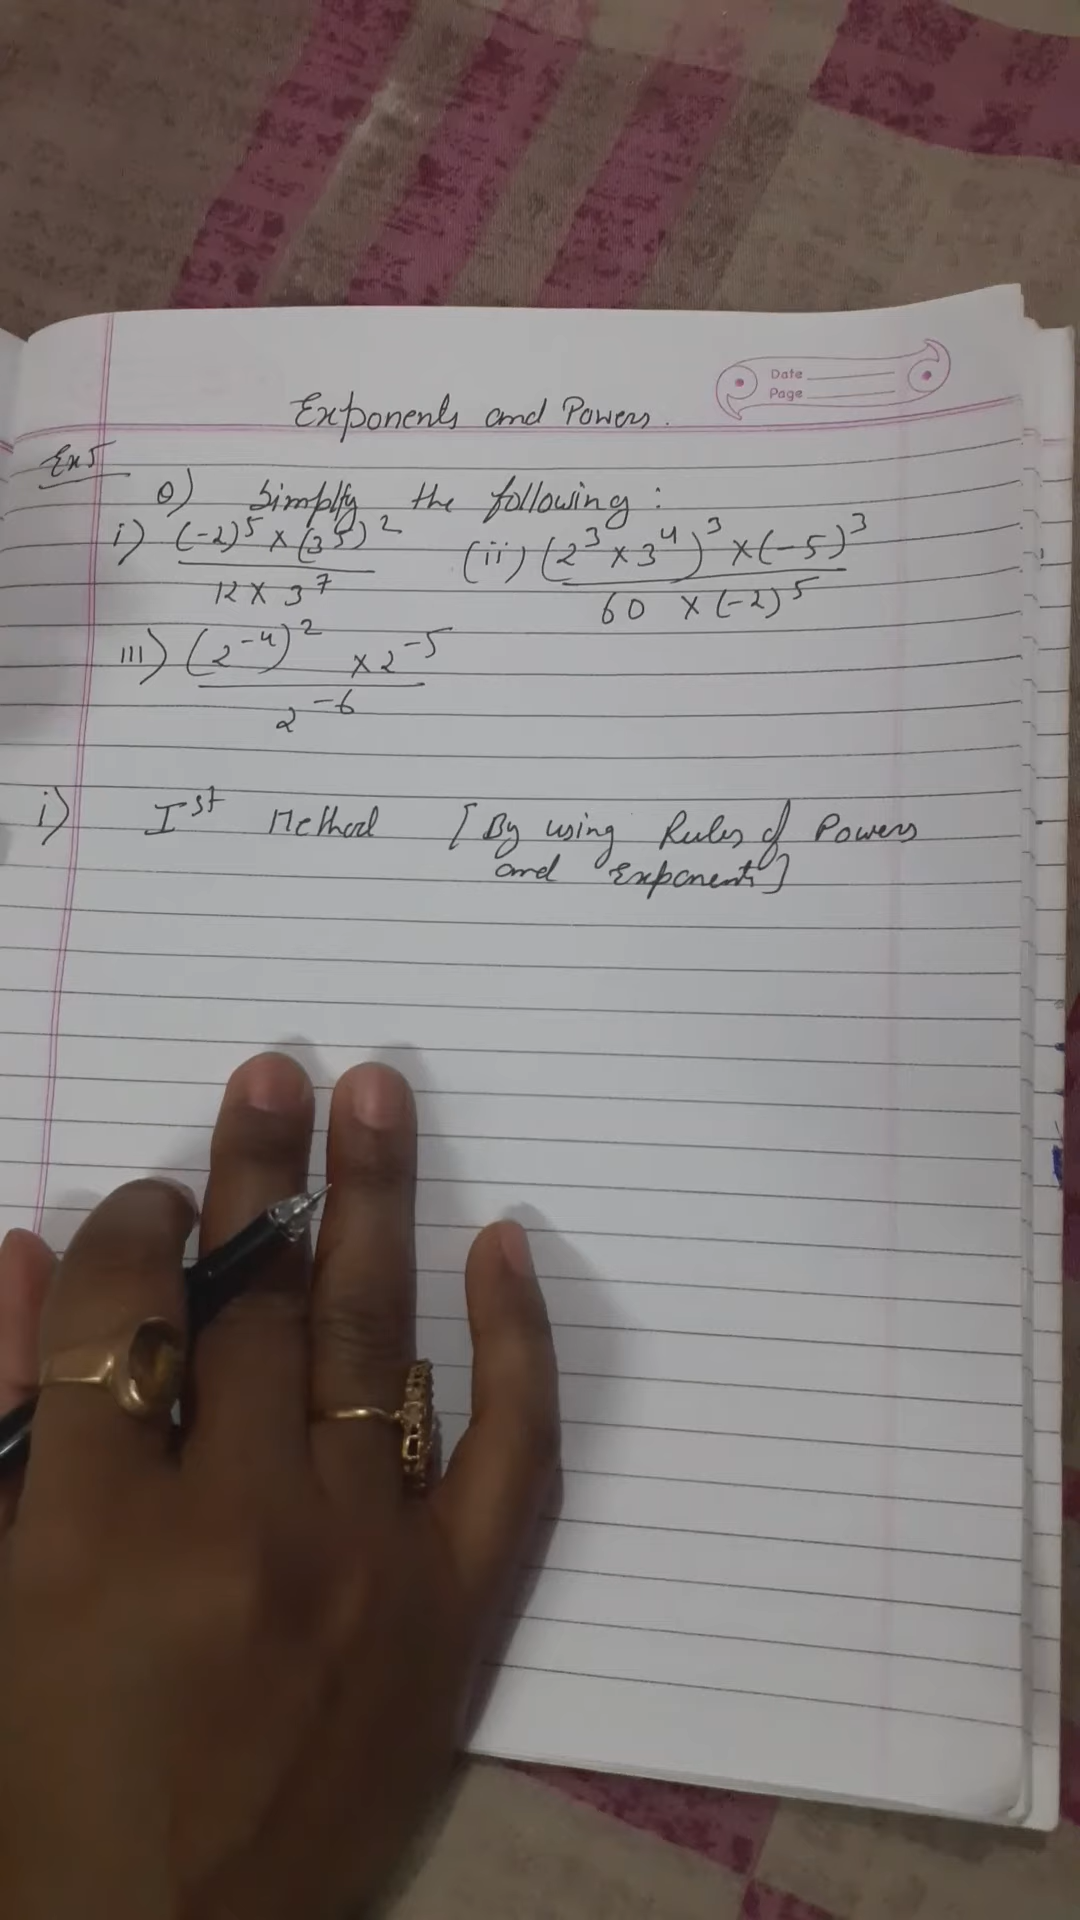 Date
Page
Exponents and Powers.
Ex 5
Q) Simplfy the following :
i) (-2)^5 × (3^5)^2 / 12 × 3^7 (ii) (2^3 × 3^4)^3 × (-5)^3 / 60 × (-2)^5
iii) (2^-4)^2 × 2^-5 / 2^-6
i) Ist Method [By using Rules of Powers
and Exponents]